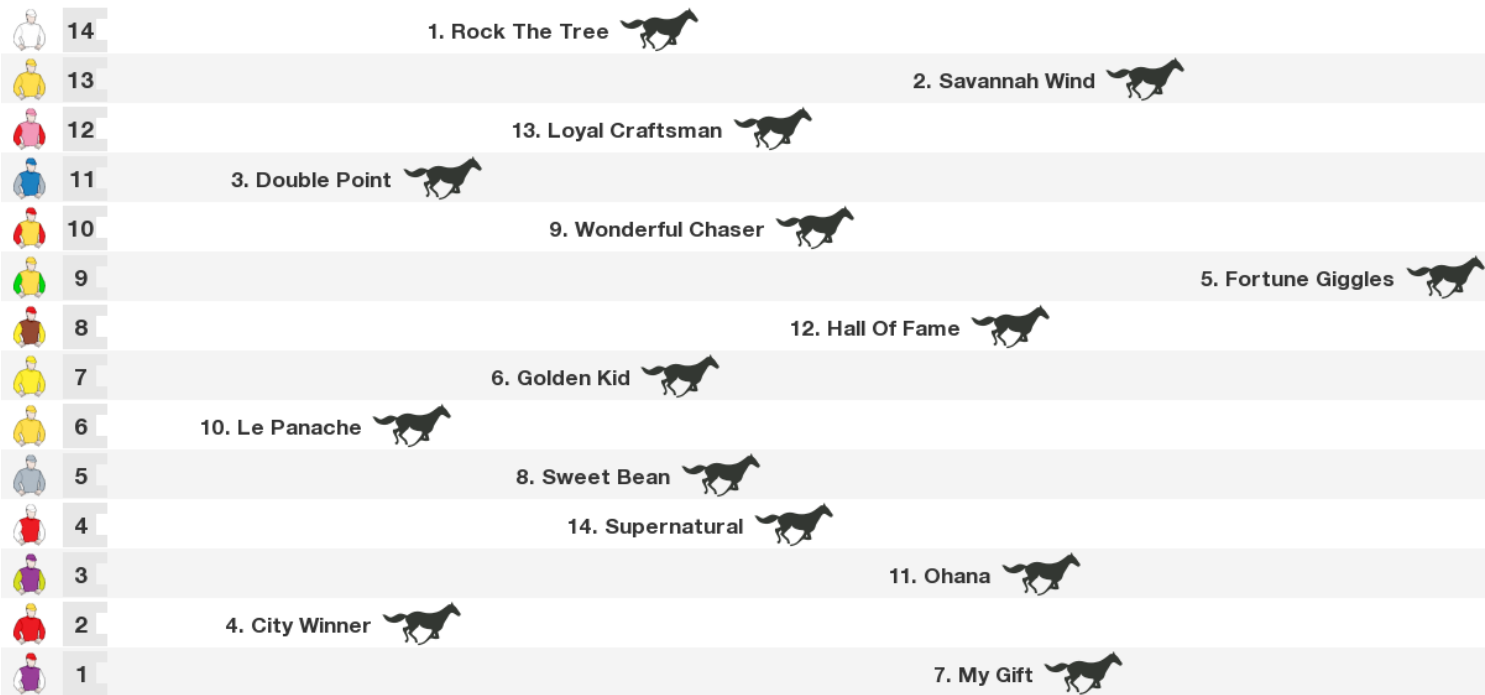 14 1. Rock The Tree
13 2. Savannah Wind
12 13. Loyal Craftsman
11 3. Double Point
10 9. Wonderful Chaser
9 5. Fortune Giggles
8 12. Hall Of Fame
7 6. Golden Kid
6 10. Le Panache
5 8. Sweet Bean
4 14. Supernatural
3 11. Ohana
2 4. City Winner
1 7. My Gift